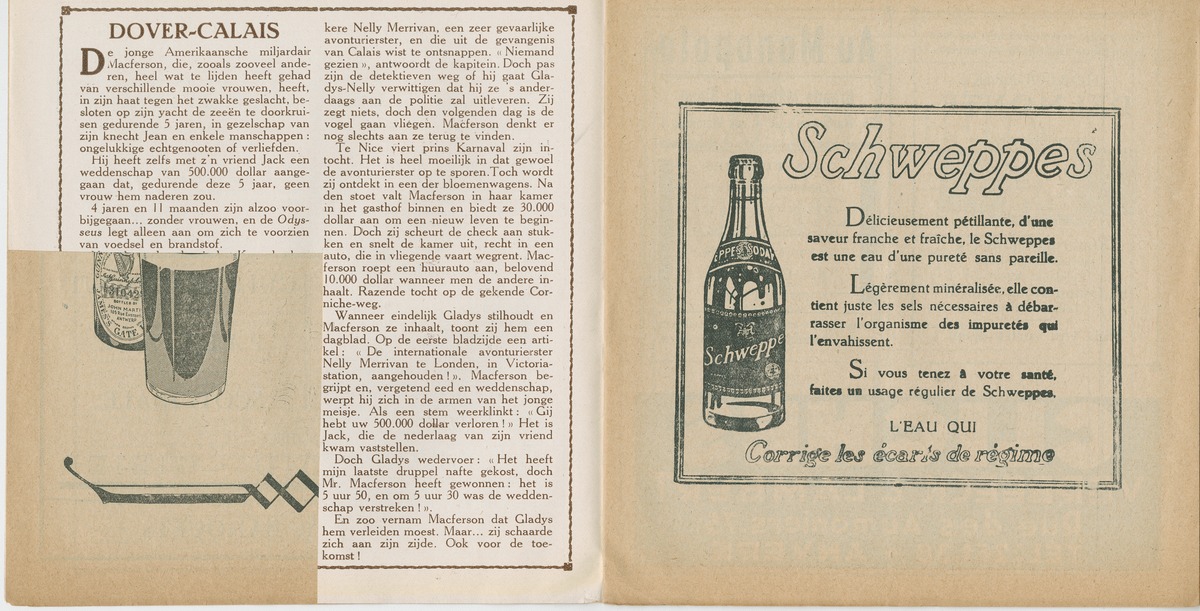 DOVER-CALAIS
De jonge Amerikaansche miljardair
Macferson, die, zooals zooveel ande-
ren, heel wat te lijden heeft gehad
van verschillende mooie vrouwen, heeft,
in zijn haat tegen het zwakke geslacht, be-
sloten op zijn yacht de zeeën te doorkrui-
sen gedurende 5 jaren, in gezelschap van
zijn knecht Jean en enkele manschappen :
ongelukkige echtgenooten of verliefden.
Hij heeft zelfs met z'n vriend Jack een
weddenschap van 500.000 dollar aange-
gaan dat, gedurende deze 5 jaar, geen
vrouw hem naderen zou.
4 jaren en 11 maanden zijn alzoo voor-
bijgegaan... zonder vrouwen, en de Odys-
seus legt alleen aan om zich te voorzien
van voedsel en brandstof.
BOTTLED BY
JOHN MARTI
ANTWERP
GATE
kere Nelly Merrivan, een zeer gevaarlijke
avonturierster, en die uit de gevangenis
van Calais wist te ontsnappen. « Niemand
gezien », antwoordt de kapitein. Doch pas
zijn de detektieven weg of hij gaat Gla-
dys-Nelly verwittigen dat hij ze 's ander-
daags aan de politie zal uitleveren. Zij
zegt niets, doch den volgenden dag is de
vogel gaan vliegen. Macferson denkt er
nog slechts aan ze terug te vinden.
Te Nice viert prins Karnaval zijn in-
tocht. Het is heel moeilijk in dat gewoel
de avonturierster op te sporen.Toch wordt
zij ontdekt in een der bloemenwagens. Na
den stoet valt Macferson in haar kamer
in het gasthof binnen en biedt ze 30.000
dollar aan om een nieuw leven te begin-
nen. Doch zij scheurt de check aan stuk-
ken en snelt de kamer uit, recht in een
auto, die in vliegende vaart wegrent. Mac-
ferson roept een huurauto aan, belovend
10.000 dollar wanneer men de andere in-
haalt. Razende tocht op de gekende Cor-
niche-weg.
Wanneer eindelijk Gladys stilhoudt en
Macferson ze inhaalt, toont zij hem een
dagblad. Op de eerste bladzijde een arti-
kel : « De internationale avonturierster
Nelly Merrivan te Londen, in Victoria-
station, aangehouden ! ». Macferson be-
grijpt en, vergetend eed en weddenschap,
werpt hij zich in de armen van het jonge
meisje. Als een stem weerklinkt : « Gij
hebt uw 500.000 dollar verloren ! » Het is
Jack, die de nederlaag van zijn vriend
kwam vaststellen.
Doch Gladys wedervoer : « Het heeft
mijn laatste druppel nafte gekost, doch
Mr. Macferson heeft gewonnen : het is
5 uur 50, en om 5 uur 30 was de wedden-
schap verstreken ! ».
En zoo vernam Macferson dat Gladys
hem verleiden moest. Maar... zij schaarde
zich aan zijn zijde. Ook voor de toe-
komst !
Schweppes
PPE'S SODA
Schweppe
Délicieusement pétillante, d'une
saveur franche et fraîche, le Schweppes
est une eau d'une pureté sans pareille.
Légèrement minéralisée, elle con-
tient juste les sels nécessaires à débar-
rasser l'organisme des impuretés qui
l'envahissent.
Si vous tenez à votre santé,
faites un usage régulier de Schweppes.
L'EAU QUI
Corrige les écarts de régime